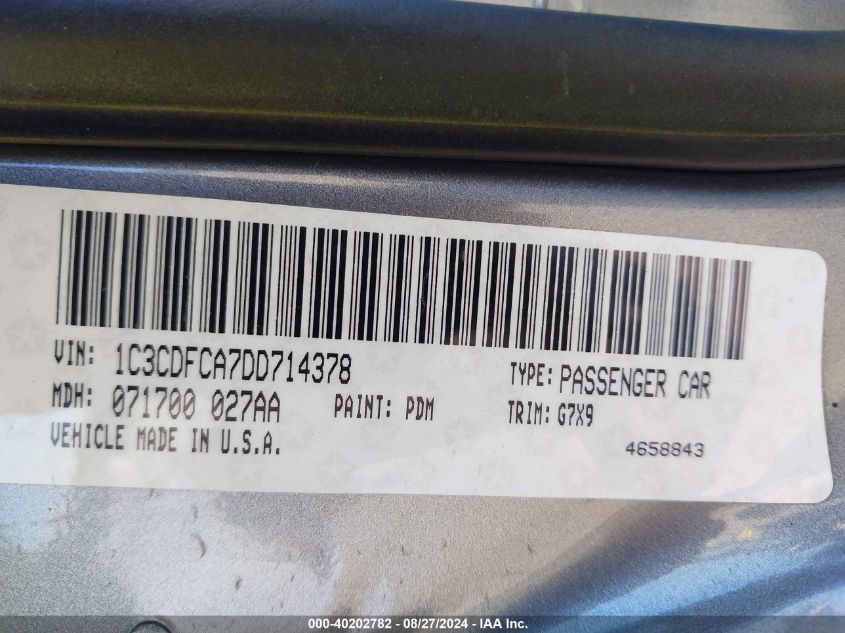 VIN: 1C3CDFCA7DD714378 TYPE: PASSENGER CAR
MDH: 071700 027AA PAINT: PDM TRIM: G7X9
VEHICLE MADE IN U.S.A. 4658843
000-40202782 - 08/27/2024 - IAA Inc.